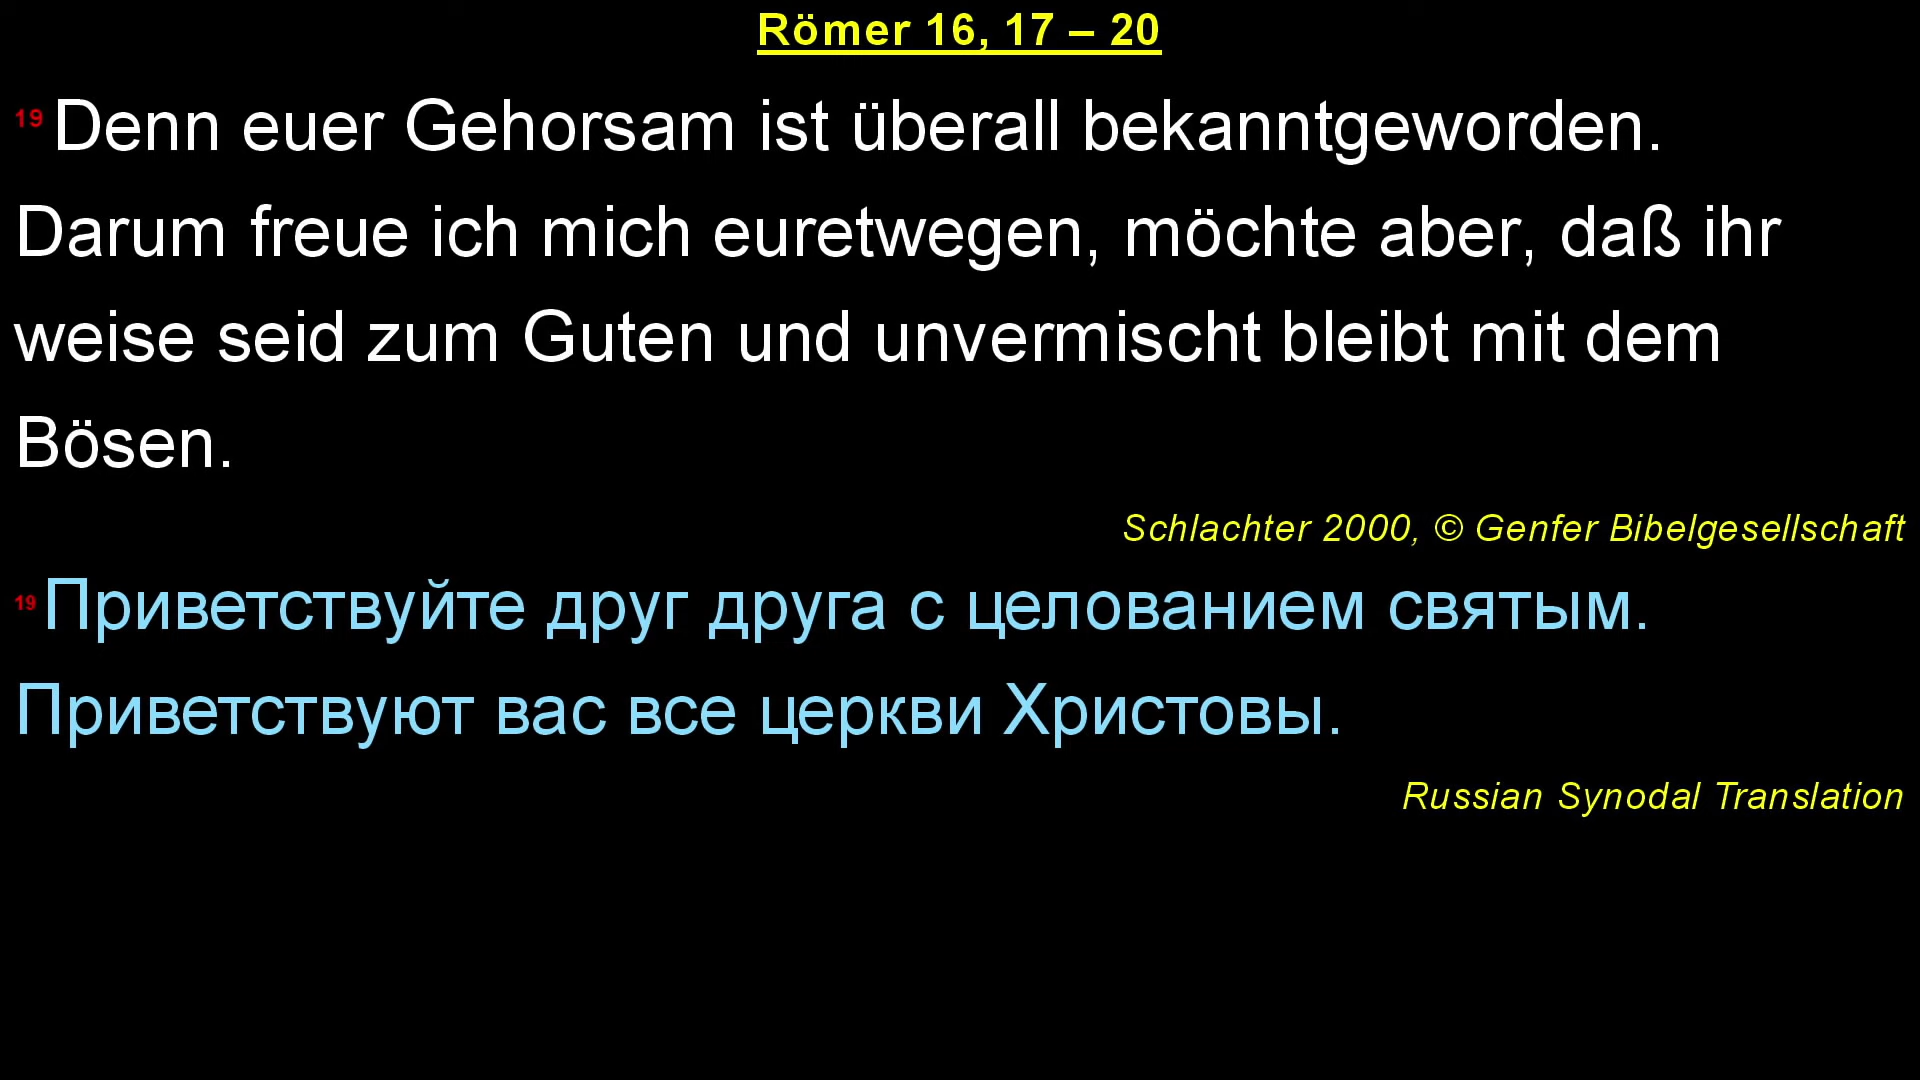 Römer 16, 17 – 20
19 Denn euer Gehorsam ist überall bekanntgeworden.
Darum freue ich mich euretwegen, möchte aber, daß ihr
weise seid zum Guten und unvermischt bleibt mit dem
Bösen.
Schlachter 2000, © Genfer Bibelgesellschaft
19 Приветствуйте друг друга с целованием святым.
Приветствуют вас все церкви Христовы.
Russian Synodal Translation